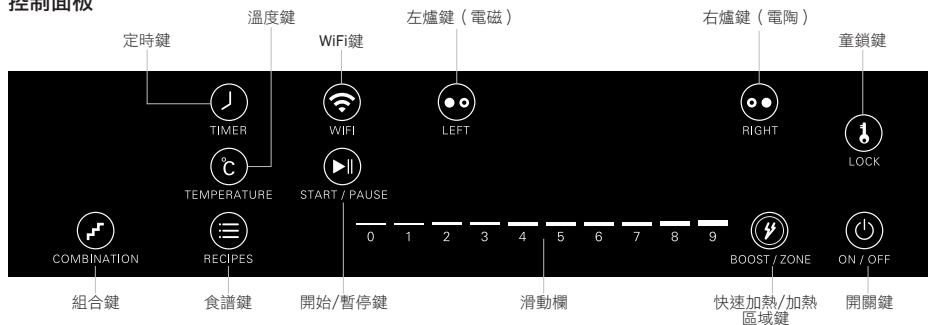 控制面板
溫度鍵
左爐鍵（電磁）
右爐鍵（電陶）
定時鍵
WiFi鍵
童鎖鍵
TIMER
WIFI
LEFT
RIGHT
LOCK
℃
TEMPERATURE
START / PAUSE
0 1 2 3 4 5 6 7 8 9
COMBINATION
RECIPES
BOOST / ZONE
ON / OFF
組合鍵
食譜鍵
開始/暫停鍵
滑動欄
快速加熱/加熱
區域鍵
開關鍵